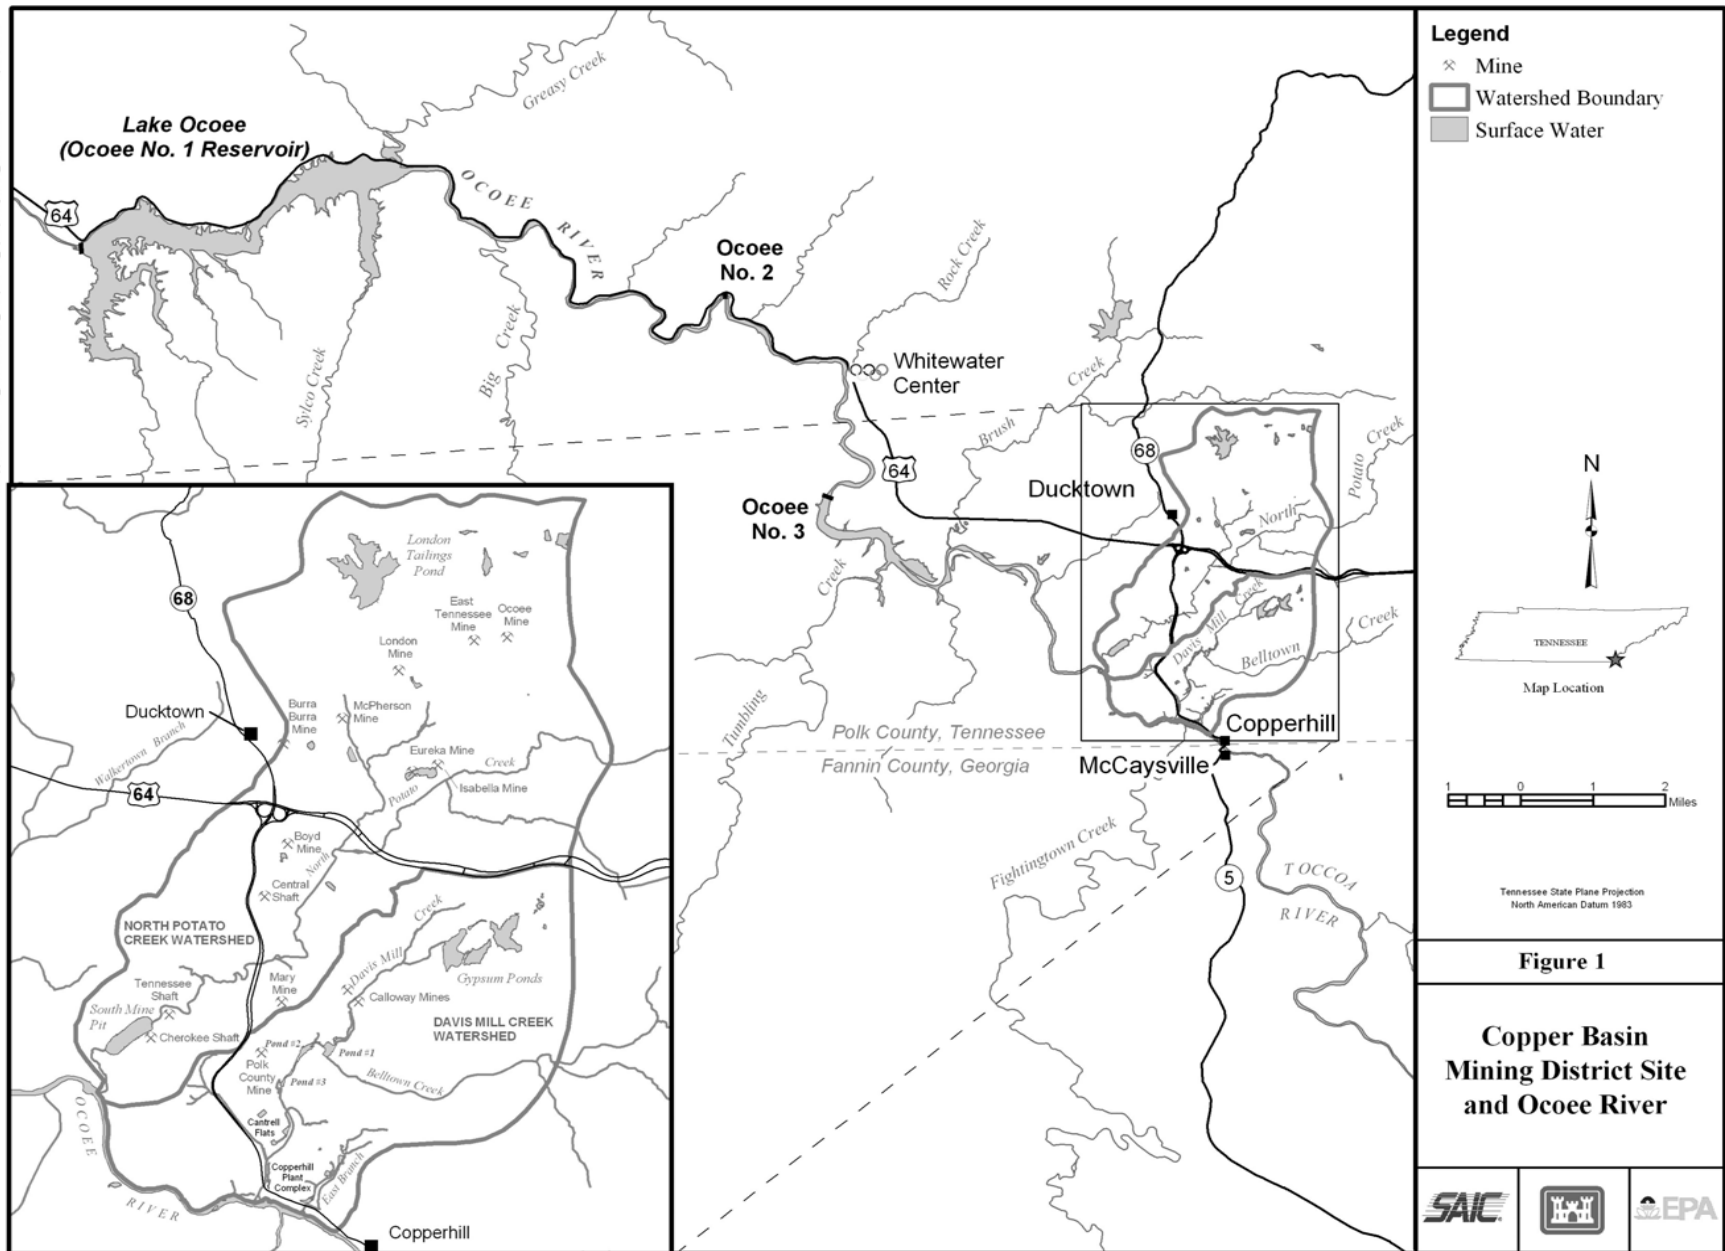 Greasy Creek
Lake Ocoee
(Ocoee No. 1 Reservoir)
64
OCOEE
RIVER
Ocoee
No. 2
Rock Creek
Whitewater
Center
Sylco Creek
Big Creek
Brush Creek
68
Ducktown
64
Ocoee
No. 3
North Potato Creek
Davis Mill Creek
Belltown Creek
Tumbling Creek
Polk County, Tennessee
Fannin County, Georgia
Copperhill
McCaysville
Fightingtown Creek
5
TOCCOA
RIVER
London
Tailings
Pond
68
East
Tennessee
Mine
Ocoee
Mine
London
Mine
Ducktown
Burra
Burra
Mine
McPherson
Mine
Walkertown Branch
Eureka Mine
Isabella Mine
64
North Potato Creek
Boyd
Mine
Central
Shaft
NORTH POTATO
CREEK WATERSHED
Davis Mill Creek
Gypsum Ponds
Tennessee
Shaft
Mary
Mine
Calloway Mines
South Mine
Pit
Cherokee Shaft
DAVIS MILL CREEK
WATERSHED
Pond #2
Pond #1
Polk
County
Mine
Pond #3
Belltown Creek
Cantrell
Flats
Copperhill
Plant
Complex
East Branch
OCOEE
RIVER
Copperhill
Legend
Mine
Watershed Boundary
Surface Water
N
TENNESSEE
Map Location
1 0 1 2
Miles
Tennessee State Plane Projection
North American Datum 1983
Figure 1
Copper Basin
Mining District Site
and Ocoee River
SAIC
EPA